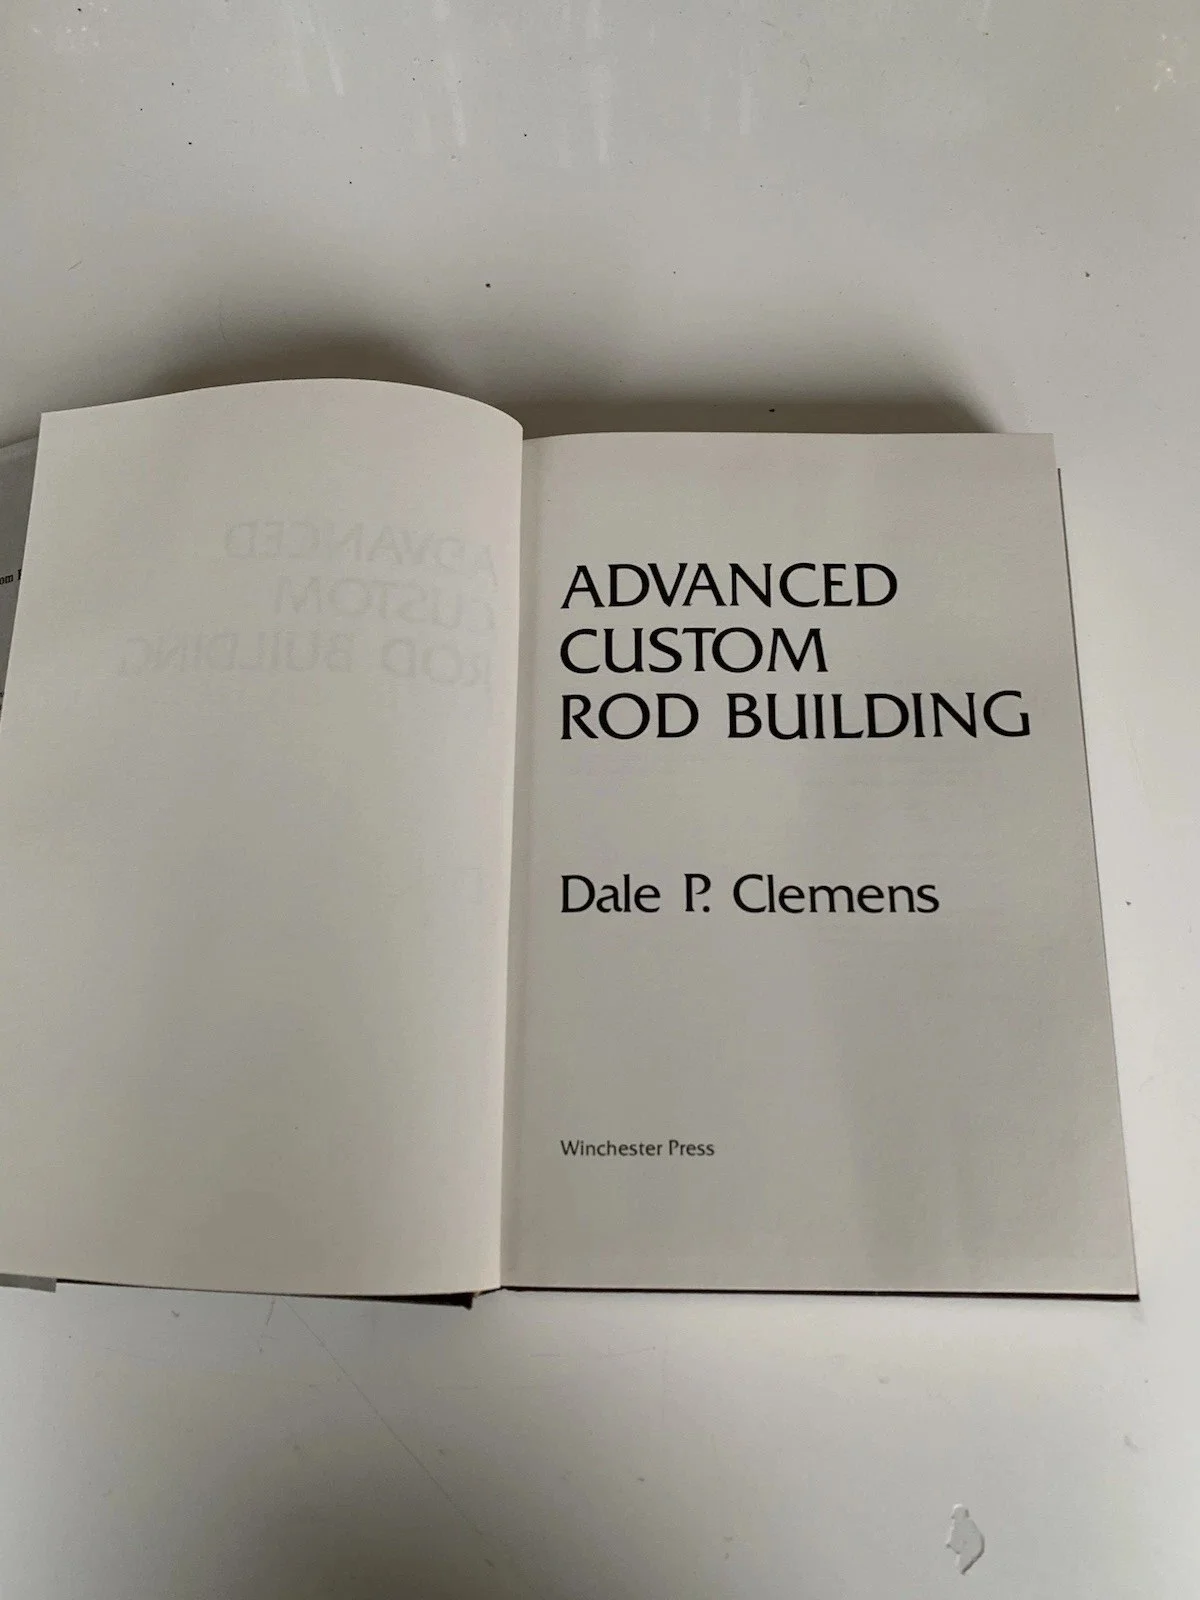 ADVANCED
CUSTOM
ROD BUILDING
Dale P. Clemens
Winchester Press